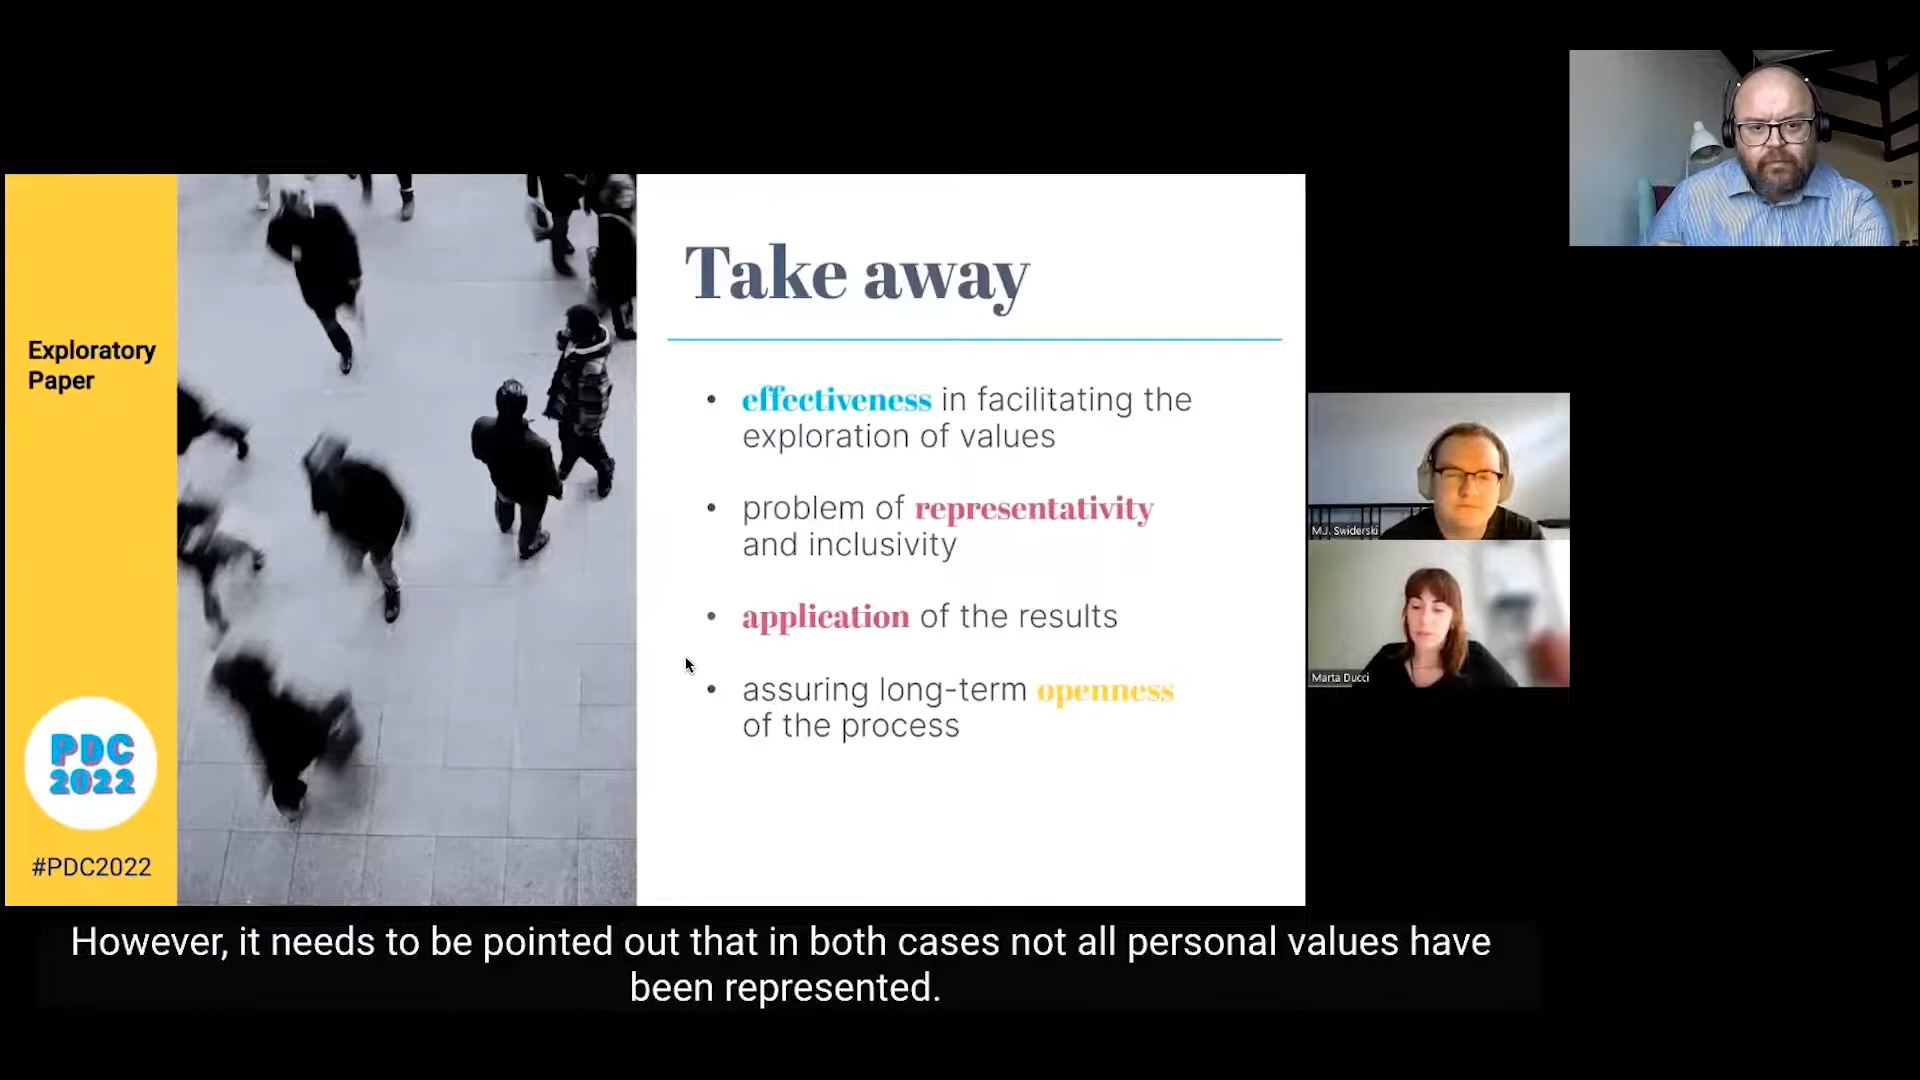 Exploratory
Paper
PDC
2022
#PDC2022
Take away
• effectiveness in facilitating the
exploration of values
• problem of representativity
and inclusivity
• application of the results
• assuring long-term openness
of the process
M.J. Swiderski
Marta Ducci
However, it needs to be pointed out that in both cases not all personal values have
been represented.